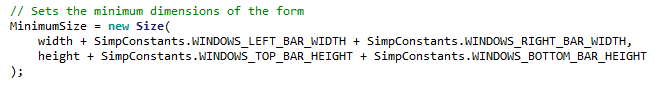 // Sets the minimum dimensions of the form
MinimumSize = new Size(
    width + SimpConstants.WINDOWS_LEFT_BAR_WIDTH + SimpConstants.WINDOWS_RIGHT_BAR_WIDTH,
    height + SimpConstants.WINDOWS_TOP_BAR_HEIGHT + SimpConstants.WINDOWS_BOTTOM_BAR_HEIGHT
);